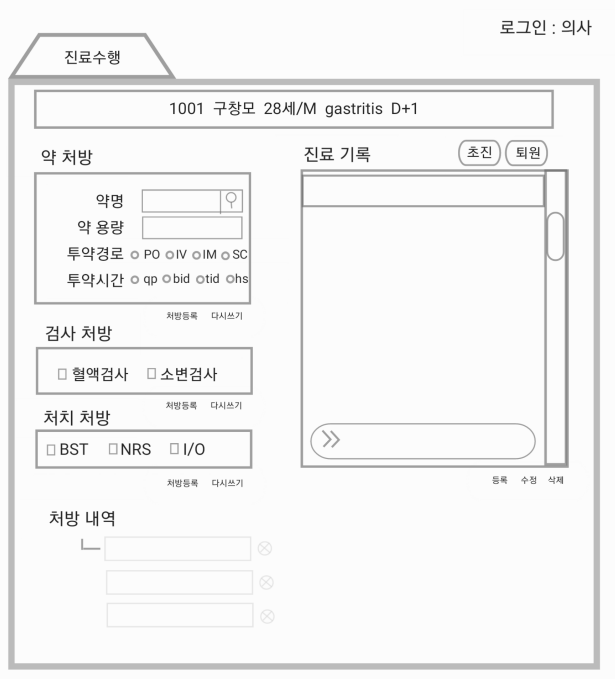 로그인 : 의사
진료수행
1001 구창모 28세/M gastritis D+1
약 처방
약명
약 용량
투약경로 PO IV IM SC
투약시간 qp bid tid hs
처방등록 다시쓰기
검사 처방
혈액검사 소변검사
처방등록 다시쓰기
처치 처방
BST NRS I/O
처방등록 다시쓰기
처방 내역
진료 기록 초진 퇴원
등록 수정 삭제